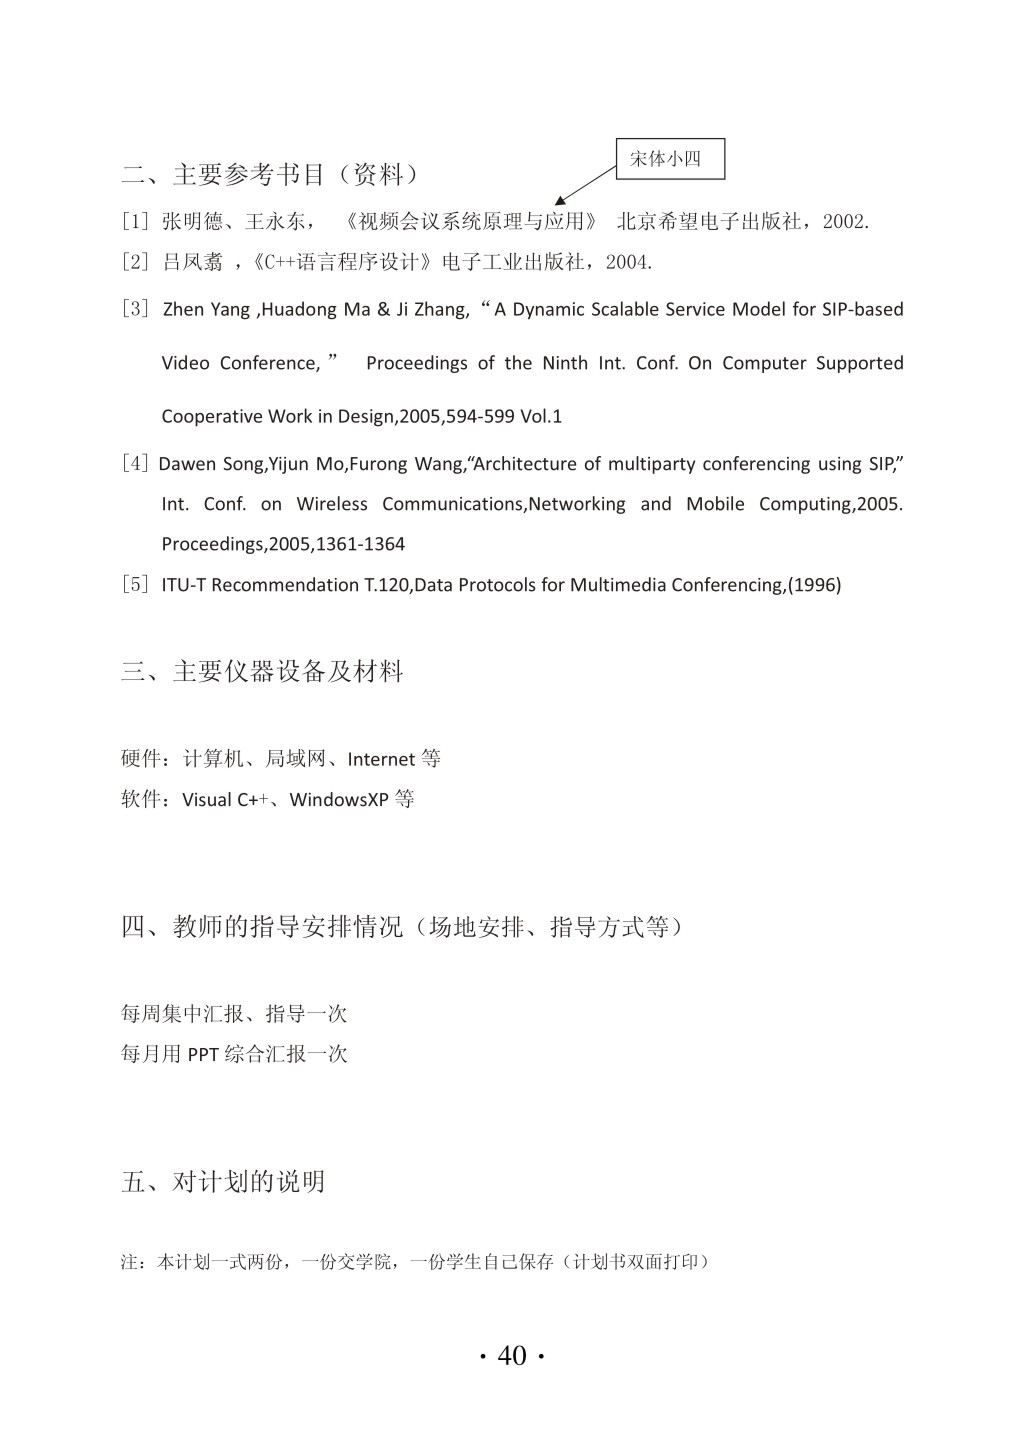 宋体小四
二、主要参考书目（资料）
[1] 张明德、王永东， 《视频会议系统原理与应用》 北京希望电子出版社，2002.
[2] 吕凤翥 ，《C++语言程序设计》电子工业出版社，2004.
[3] Zhen Yang ,Huadong Ma & Ji Zhang, “A Dynamic Scalable Service Model for SIP-based
Video Conference, ” Proceedings of the Ninth Int. Conf. On Computer Supported
Cooperative Work in Design,2005,594-599 Vol.1
[4] Dawen Song,Yijun Mo,Furong Wang,“Architecture of multiparty conferencing using SIP,”
Int. Conf. on Wireless Communications,Networking and Mobile Computing,2005.
Proceedings,2005,1361-1364
[5] ITU-T Recommendation T.120,Data Protocols for Multimedia Conferencing,(1996)
三、主要仪器设备及材料
硬件：计算机、局域网、Internet 等
软件：Visual C++、WindowsXP 等
四、教师的指导安排情况（场地安排、指导方式等）
每周集中汇报、指导一次
每月用 PPT 综合汇报一次
五、对计划的说明
注：本计划一式两份，一份交学院，一份学生自己保存（计划书双面打印）
· 40 ·